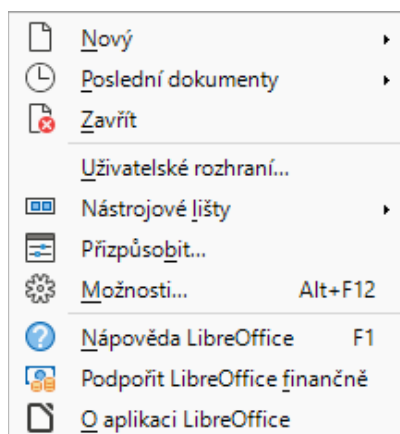 Nový
Poslední dokumenty
Zavřít
Uživatelské rozhraní...
Nástrojové lišty
Přizpůsobit...
Možnosti... Alt+F12
Nápověda LibreOffice F1
Podpořit LibreOffice finančně
O aplikaci LibreOffice